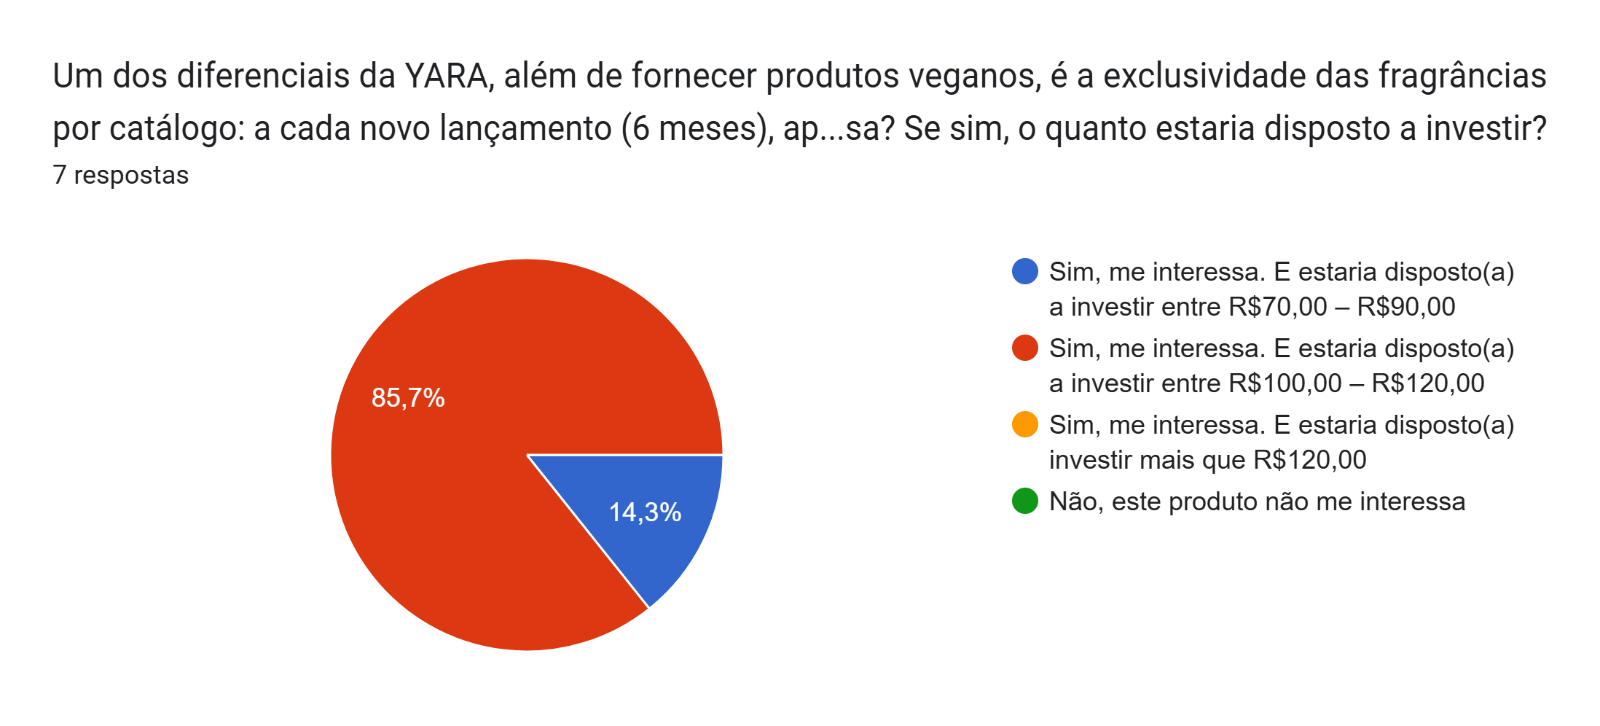 Um dos diferenciais da YARA, além de fornecer produtos veganos, é a exclusividade das fragrâncias
por catálogo: a cada novo lançamento (6 meses), ap...sa? Se sim, o quanto estaria disposto a investir?
7 respostas
85,7%
14,3%
Sim, me interessa. E estaria disposto(a)
a investir entre R$70,00 – R$90,00
Sim, me interessa. E estaria disposto(a)
a investir entre R$100,00 – R$120,00
Sim, me interessa. E estaria disposto(a)
investir mais que R$120,00
Não, este produto não me interessa